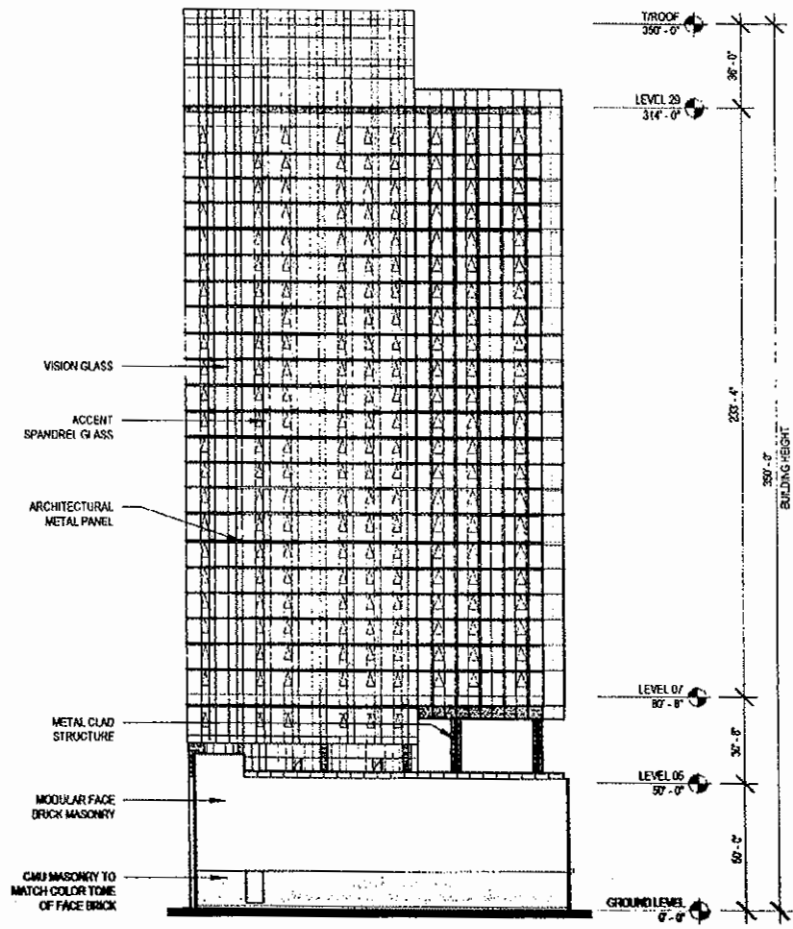 T/ROOF
350' - 0"
36' - 0"
LEVEL 29
314' - 0"
VISION GLASS
ACCENT
SPANDREL GLASS
233' - 4"
350' - 0"
BUILDING HEIGHT
ARCHITECTURAL
METAL PANEL
LEVEL 07
80' - 8"
METAL CLAD
STRUCTURE
30' - 8"
LEVEL 05
50' - 0"
MODULAR FACE
BRICK MASONRY
50' - 0"
CMU MASONRY TO
MATCH COLOR TONE
OF FACE BRICK
GROUND LEVEL
0' - 0"